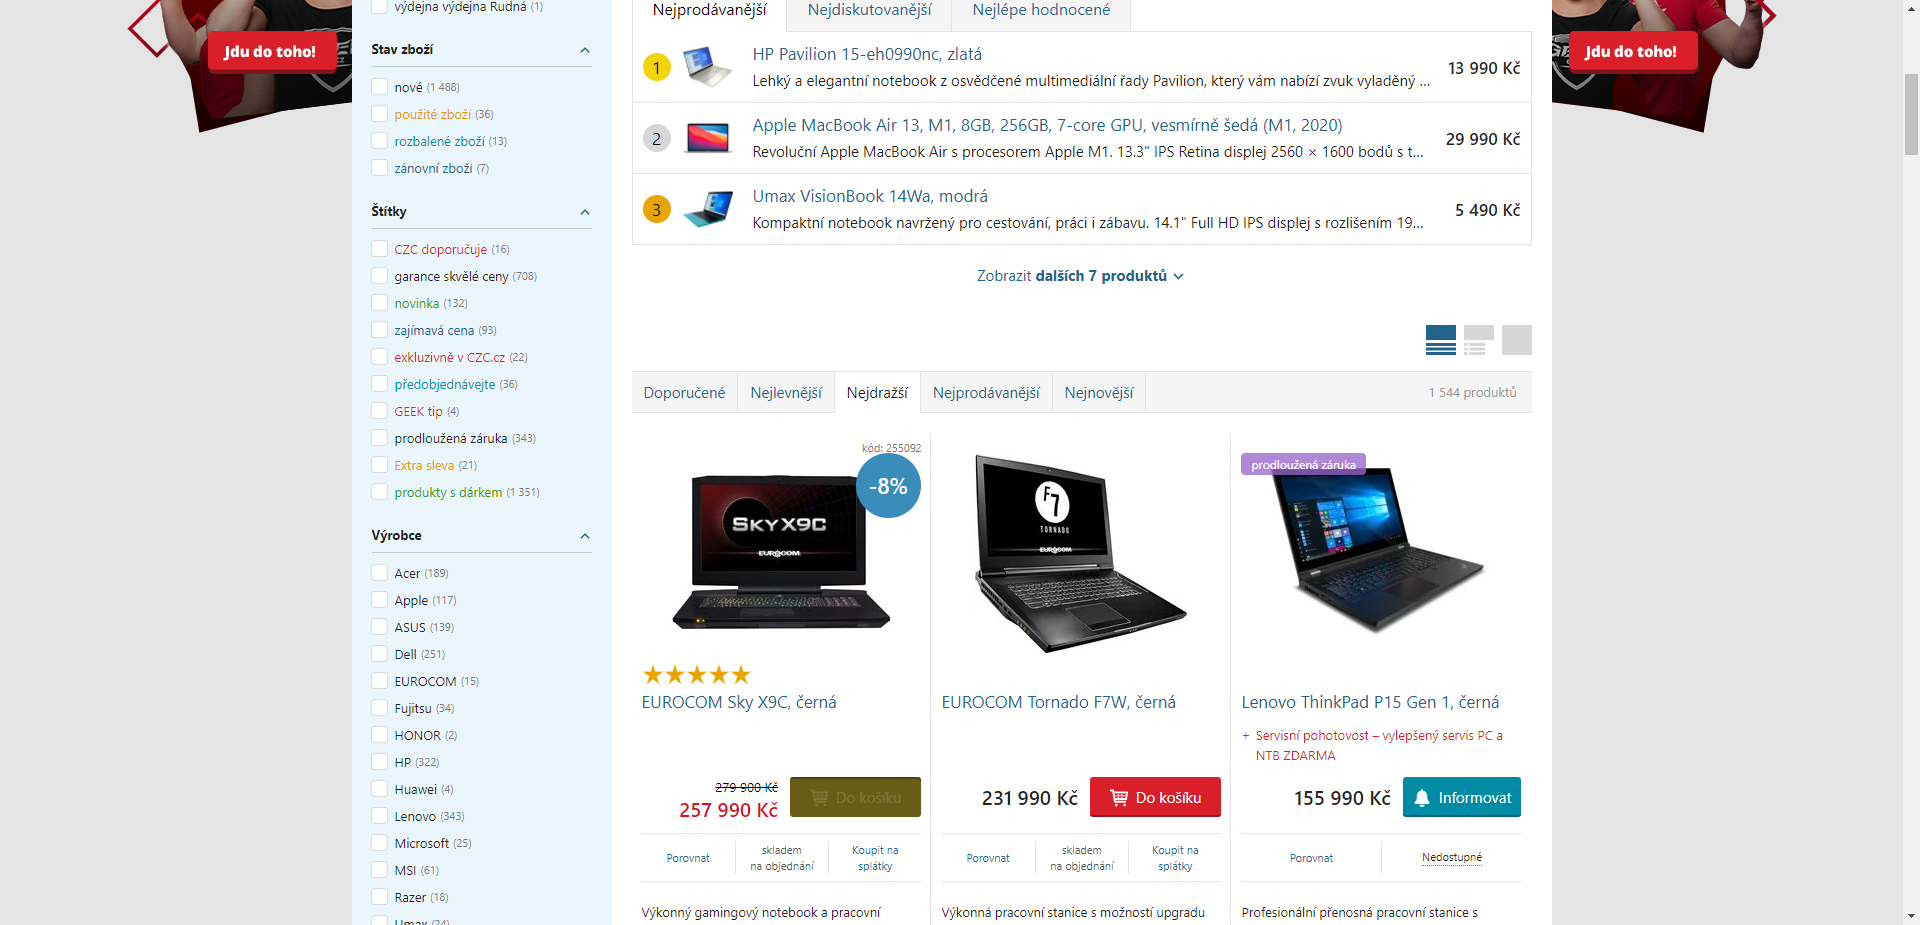 výdejna výdejna Rudná (1)
Stav zboží
nové (1 488)
použité zboží (36)
rozbalené zboží (13)
zánovní zboží (7)
Štítky
CZC doporučuje (16)
garance skvělé ceny (708)
novinka (132)
zajímavá cena (93)
exkluzivně v CZC.cz (22)
předobjednávejte (36)
GEEK tip (4)
prodloužená záruka (343)
Extra sleva (21)
produkty s dárkem (1 351)
Výrobce
Acer (189)
Apple (117)
ASUS (139)
Dell (251)
EUROCOM (15)
Fujitsu (34)
HONOR (2)
HP (322)
Huawei (4)
Lenovo (343)
Microsoft (25)
MSI (61)
Razer (18)
Umax (24)
Jdu do toho!
Nejprodávanější
Nejdiskutovanější
Nejlépe hodnocené
1
HP Pavilion 15-eh0990nc, zlatá
Lehký a elegantní notebook z osvědčené multimediální řady Pavilion, který vám nabízí zvuk vyladěný ...
13 990 Kč
2
Apple MacBook Air 13, M1, 8GB, 256GB, 7-core GPU, vesmírně šedá (M1, 2020)
Revoluční Apple MacBook Air s procesorem Apple M1. 13.3" IPS Retina displej 2560 × 1600 bodů s t...
29 990 Kč
3
Umax VisionBook 14Wa, modrá
Kompaktní notebook navržený pro cestování, práci i zábavu. 14.1" Full HD IPS displej s rozlišením 19...
5 490 Kč
Zobrazit dalších 7 produktů
Doporučené
Nejlevnější
Nejdražší
Nejprodávanější
Nejnovější
1 544 produktů
kód: 255092
-8%
SKY X9C
EUROCOM
EUROCOM Sky X9C, černá
279 900 Kč
257 990 Kč
Do košíku
Porovnat
skladem
na objednání
Koupit na
splátky
Výkonný gamingový notebook a pracovní
F7
TORNADO
EUROCOM
EUROCOM Tornado F7W, černá
231 990 Kč
Do košíku
Porovnat
skladem
na objednání
Koupit na
splátky
Výkonná pracovní stanice s možností upgradu
prodloužená záruka
Lenovo ThinkPad P15 Gen 1, černá
+ Servisní pohotovost – vylepšený servis PC a
NTB ZDARMA
155 990 Kč
Informovat
Porovnat
Nedostupné
Profesionální přenosná pracovní stanice s
Jdu do toho!